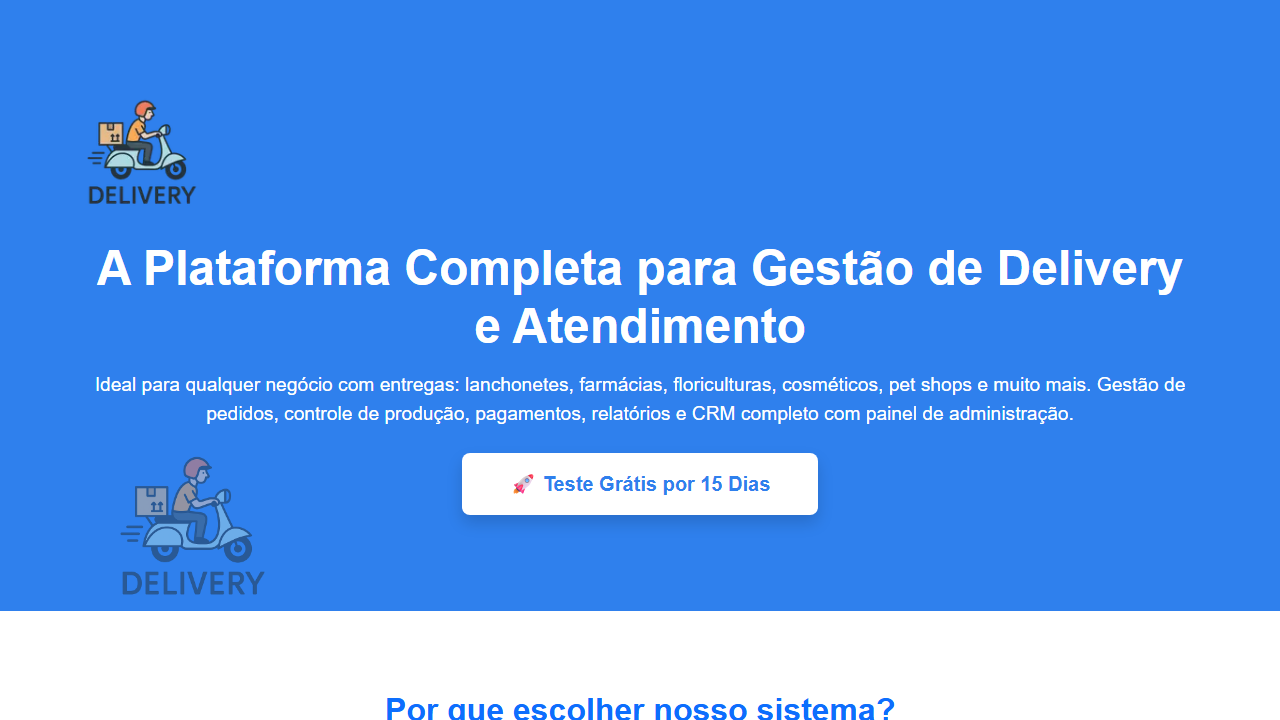 DELIVERY
A Plataforma Completa para Gestão de Delivery
e Atendimento
Ideal para qualquer negócio com entregas: lanchonetes, farmácias, floriculturas, cosméticos, pet shops e muito mais. Gestão de
pedidos, controle de produção, pagamentos, relatórios e CRM completo com painel de administração.
🚀 Teste Grátis por 15 Dias
DELIVERY
Por que escolher nosso sistema?